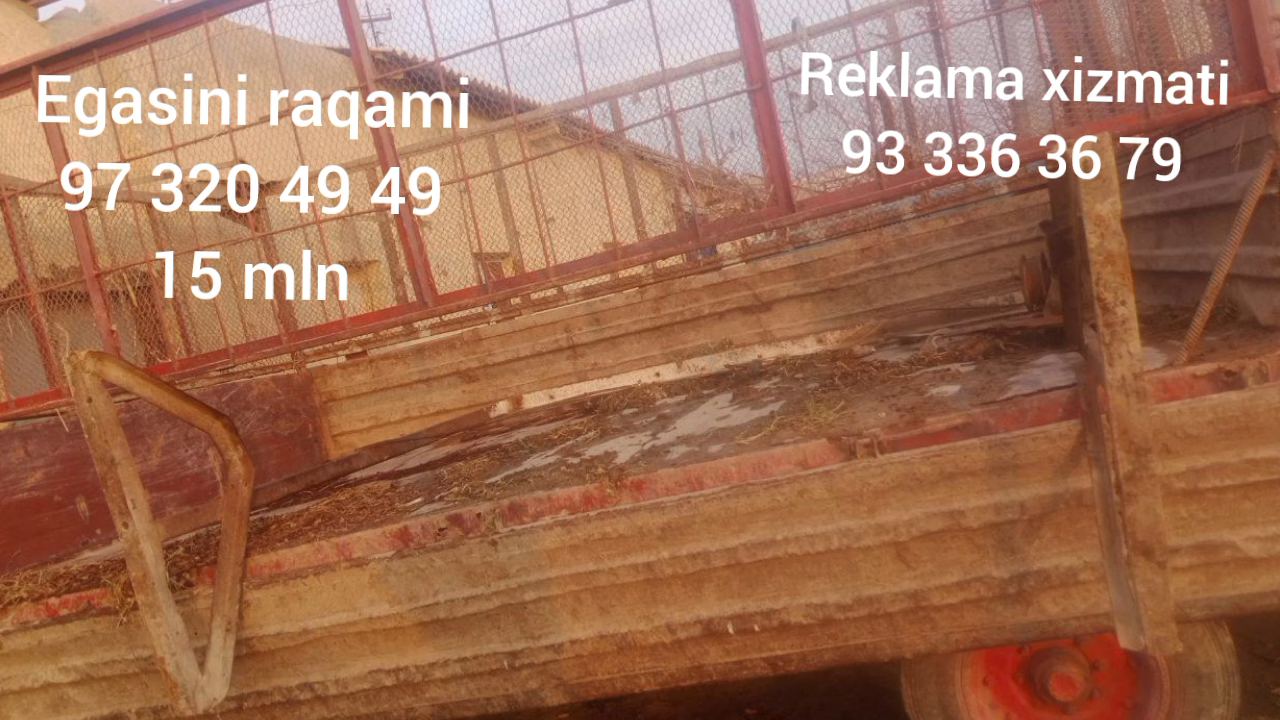 Egasini raqami
97 320 49 49
15 mln
Reklama xizmati
93 336 36 79